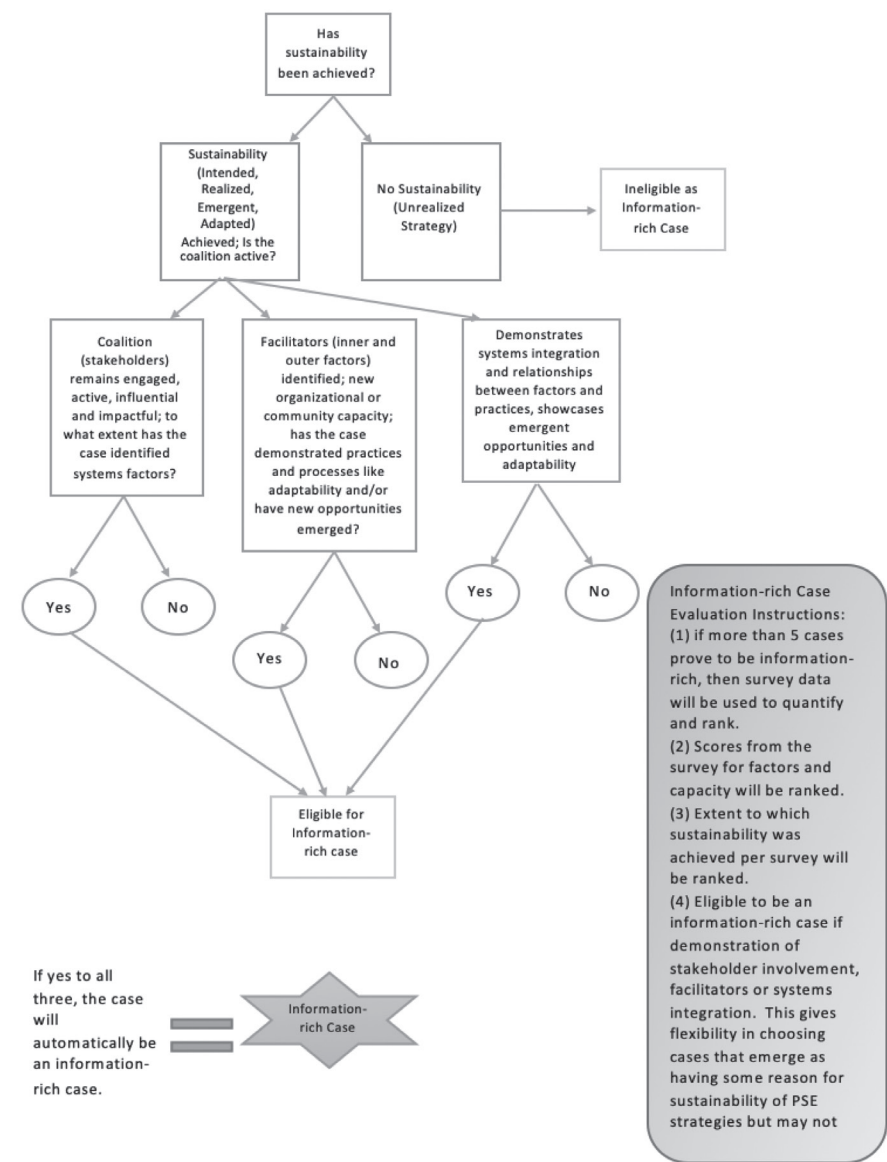 Has
sustainability
been achieved?
Sustainability
(Intended,
Realized,
Emergent,
Adapted)
Achieved; Is the
coalition active?
No Sustainability
(Unrealized
Strategy)
Ineligible as
Information-
rich Case
Coalition
(stakeholders)
remains engaged,
active, influential
and impactful; to
what extent has the
case identified
systems factors?
Facilitators (inner and
outer factors)
identified; new
organizational or
community capacity;
has the case
demonstrated practices
and processes like
adaptability and/or
have new opportunities
emerged?
Demonstrates
systems integration
and relationships
between factors and
practices, showcases
emergent
opportunities and
adaptability
Yes
No
Yes
No
Yes
No
Eligible for
Information-
rich case
Information-rich Case
Evaluation Instructions:
(1) if more than 5 cases
prove to be information-
rich, then survey data
will be used to quantify
and rank.
(2) Scores from the
survey for factors and
capacity will be ranked.
(3) Extent to which
sustainability was
achieved per survey will
be ranked.
(4) Eligible to be an
information-rich case if
demonstration of
stakeholder involvement,
facilitators or systems
integration.  This gives
flexibility in choosing
cases that emerge as
having some reason for
sustainability of PSE
strategies but may not
If yes to all
three, the case
will
automatically be
an information-
rich case.
Information-
rich Case